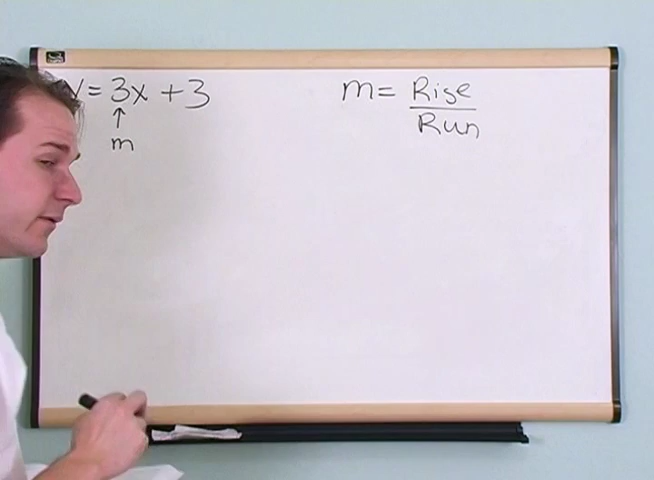 y = 3x + 3
↑
m
m = Rise
Run